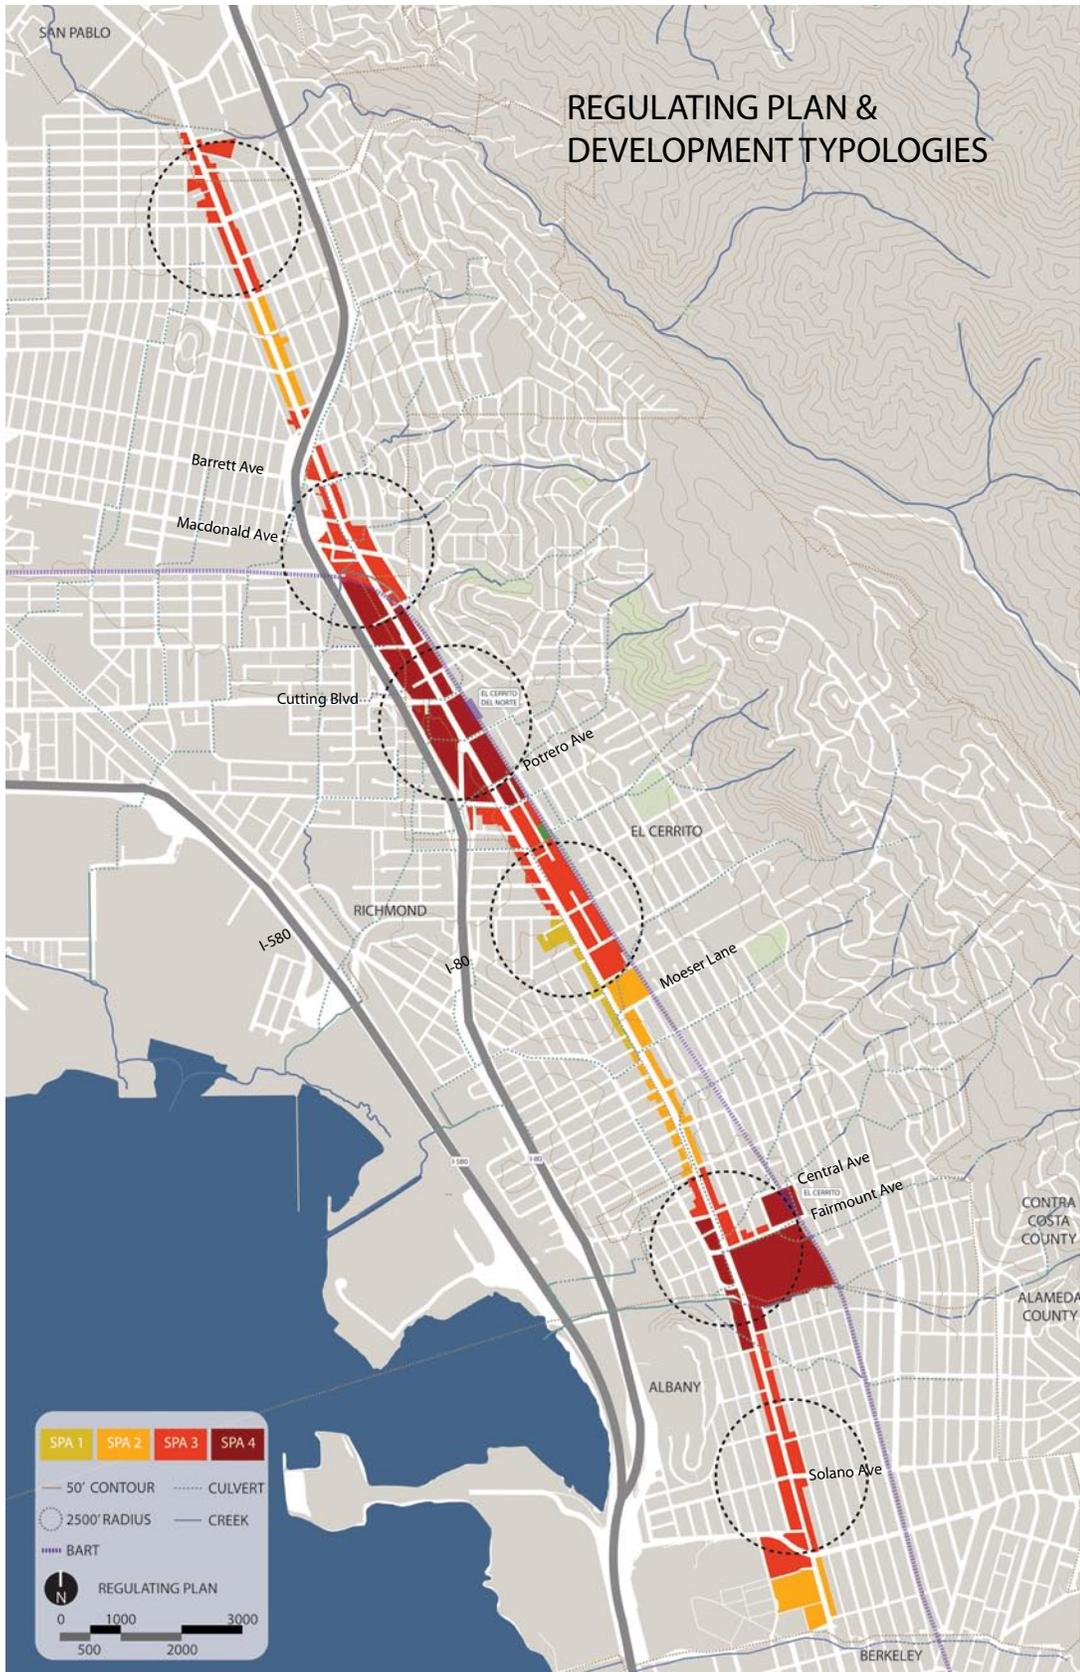 SAN PABLO
REGULATING PLAN &
DEVELOPMENT TYPOLOGIES
Barrett Ave
Macdonald Ave
Cutting Blvd
EL CERRITO
DEL NORTE
Potrero Ave
EL CERRITO
RICHMOND
I-580
I-80
Moeser Lane
I-580
I-80
Central Ave
EL CERRITO
Fairmount Ave
CONTRA
COSTA
COUNTY
ALAMEDA
COUNTY
ALBANY
Solano Ave
SPA 1
SPA 2
SPA 3
SPA 4
50' CONTOUR
CULVERT
2500' RADIUS
CREEK
BART
N
REGULATING PLAN
0 1000 3000
500 2000
BERKELEY